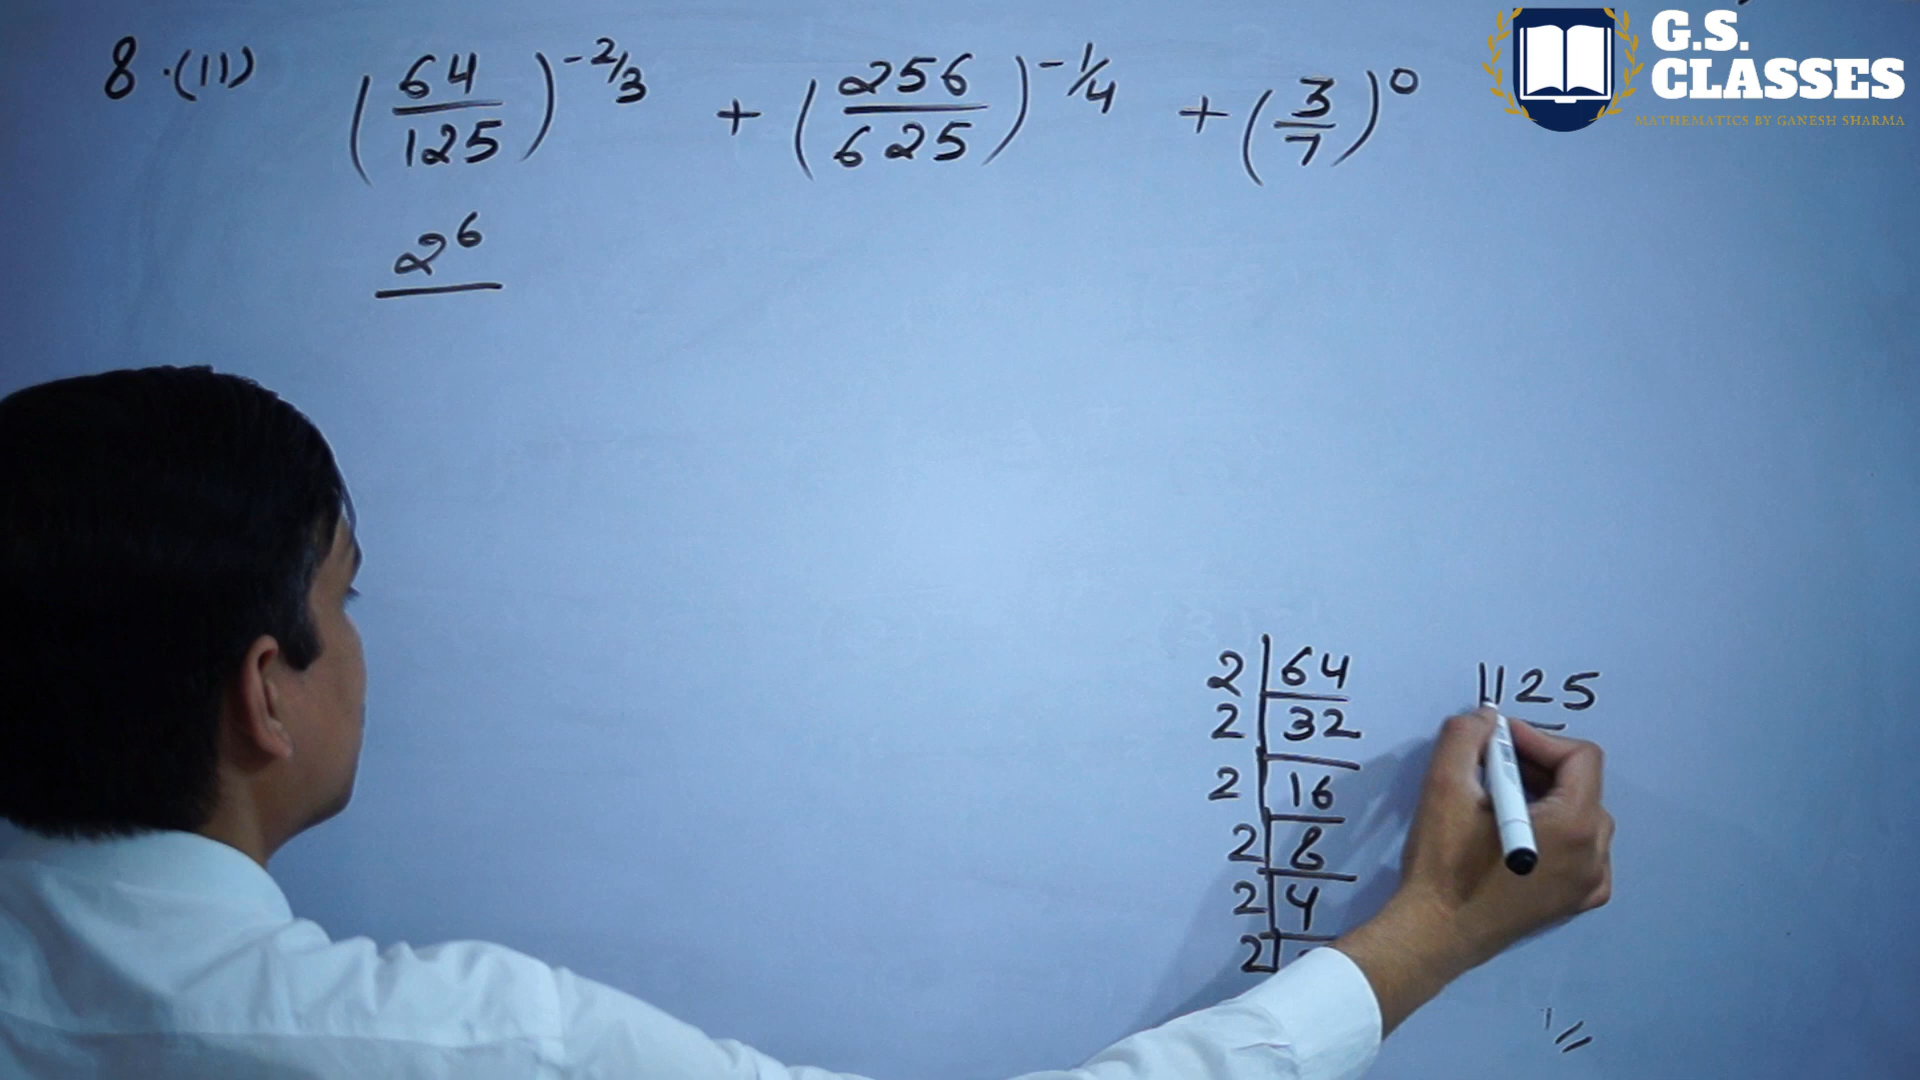 8.(11) (64/125)^-2/3 + (256/625)^-1/4 + (3/7)^0
2^6
2 | 64
2 | 32
2 | 16
2 | 8
2 | 4
2 |
125
G.S.
CLASSES
MATHEMATICS BY GANESH SHARMA